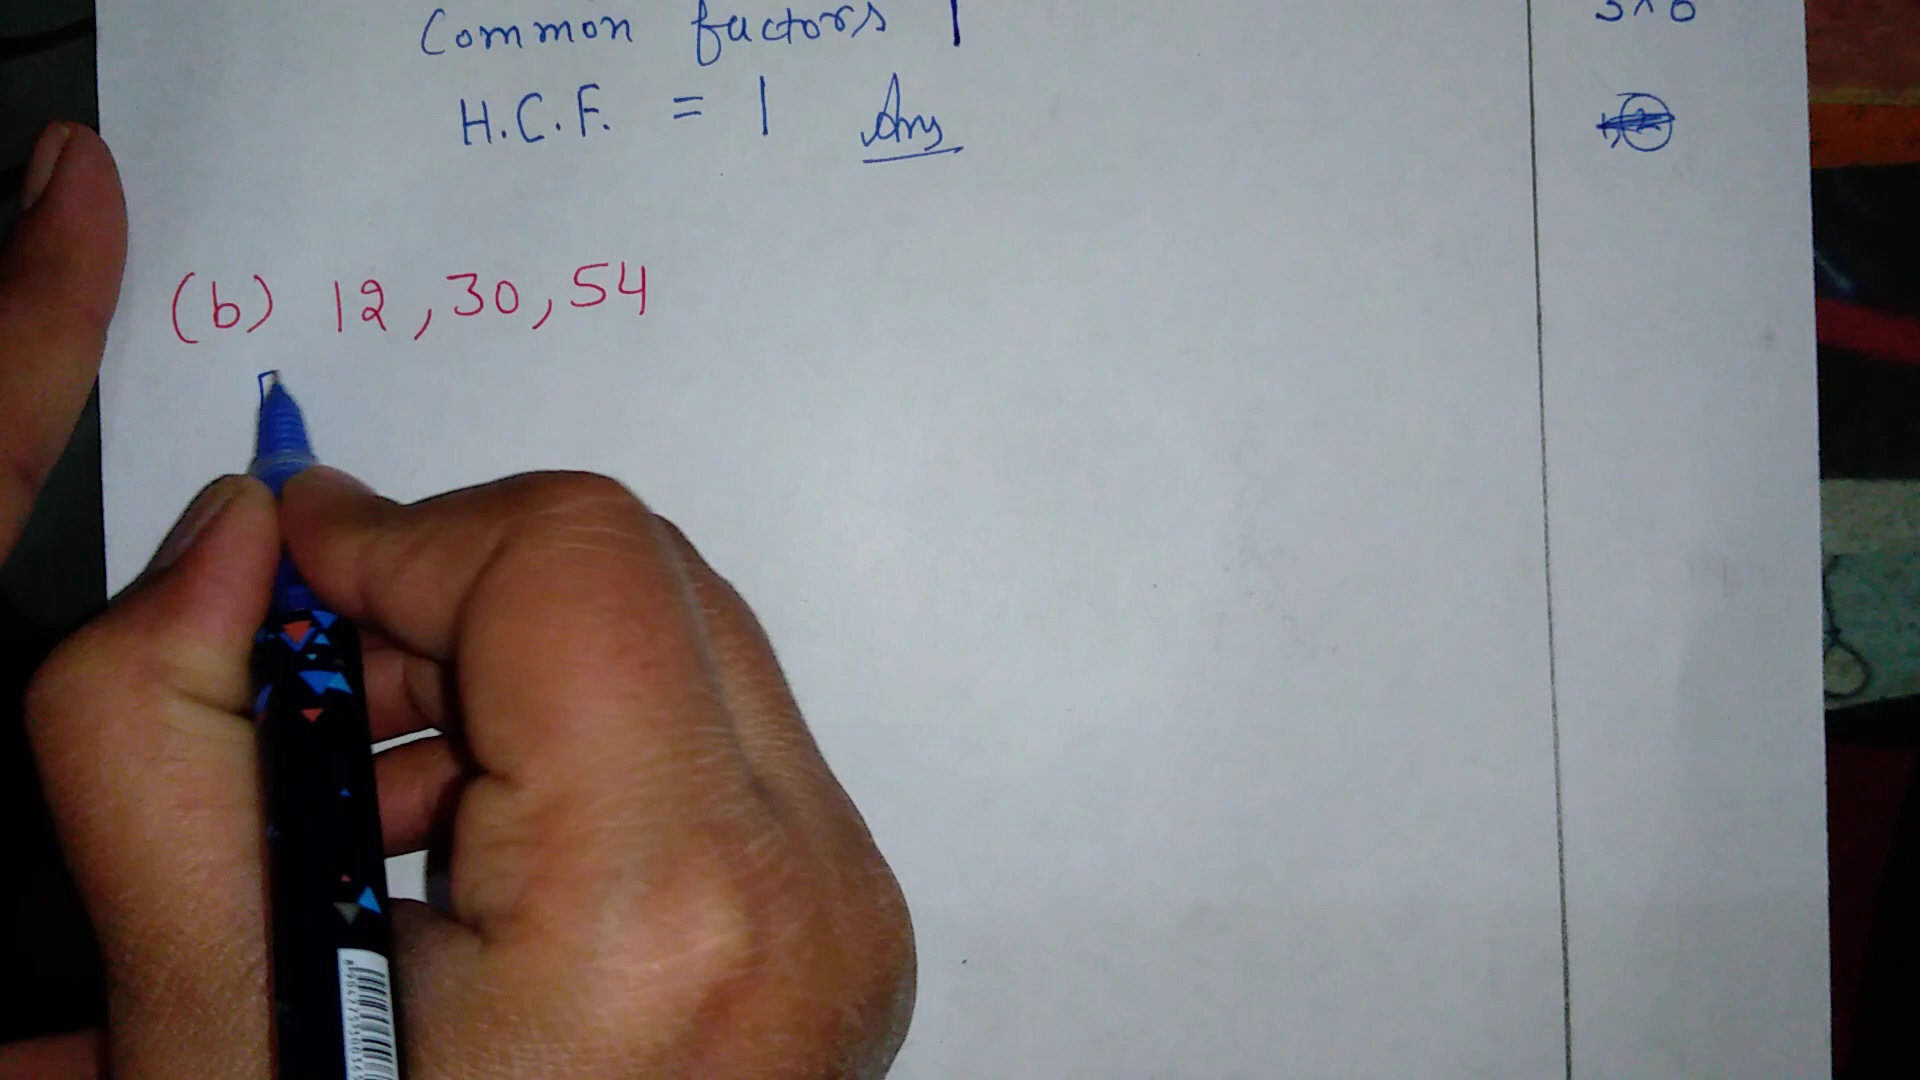 Common factors 1
H.C.F. = 1 Ans
(b) 12, 30, 54